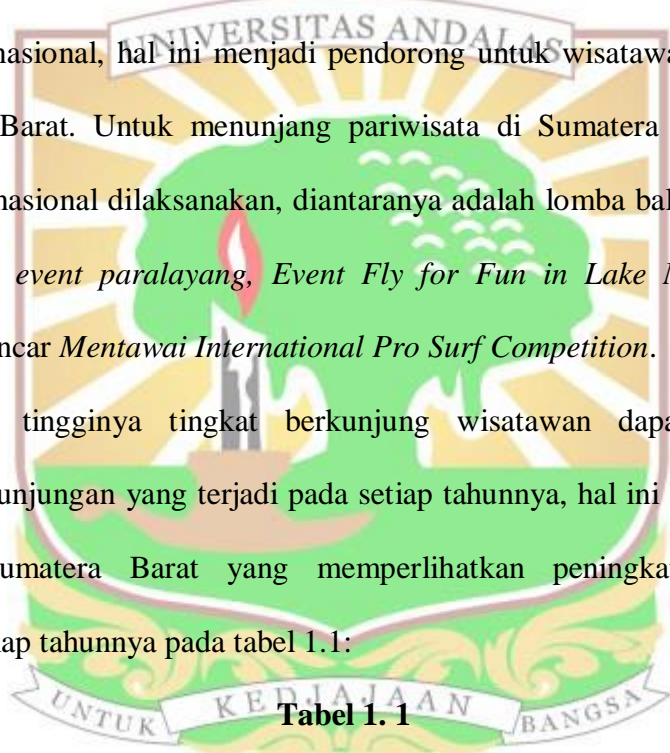 UNIVERSITAS ANDALAS
nasional, hal ini menjadi pendorong untuk wisatawa
Barat. Untuk menunjang pariwisata di Sumatera
nasional dilaksanakan, diantaranya adalah lomba bal
event paralayang, Event Fly for Fun in Lake
ncar Mentawai International Pro Surf Competition.
tingginya tingkat berkunjung wisatawan dapa
unjungan yang terjadi pada setiap tahunnya, hal ini
umatera Barat yang memperlihatkan peningka
iap tahunnya pada tabel 1.1:
UNTUK KEDJAJAAN BANGSA
Tabel 1. 1